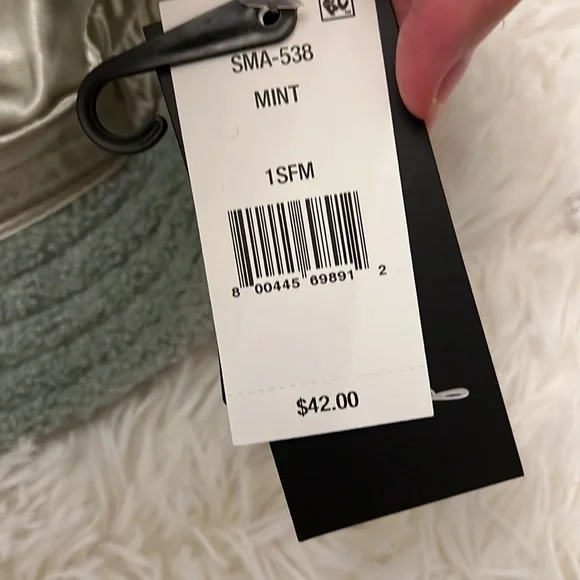 SMA-538
MINT
1SFM
8 00445 69891 2
$42.00